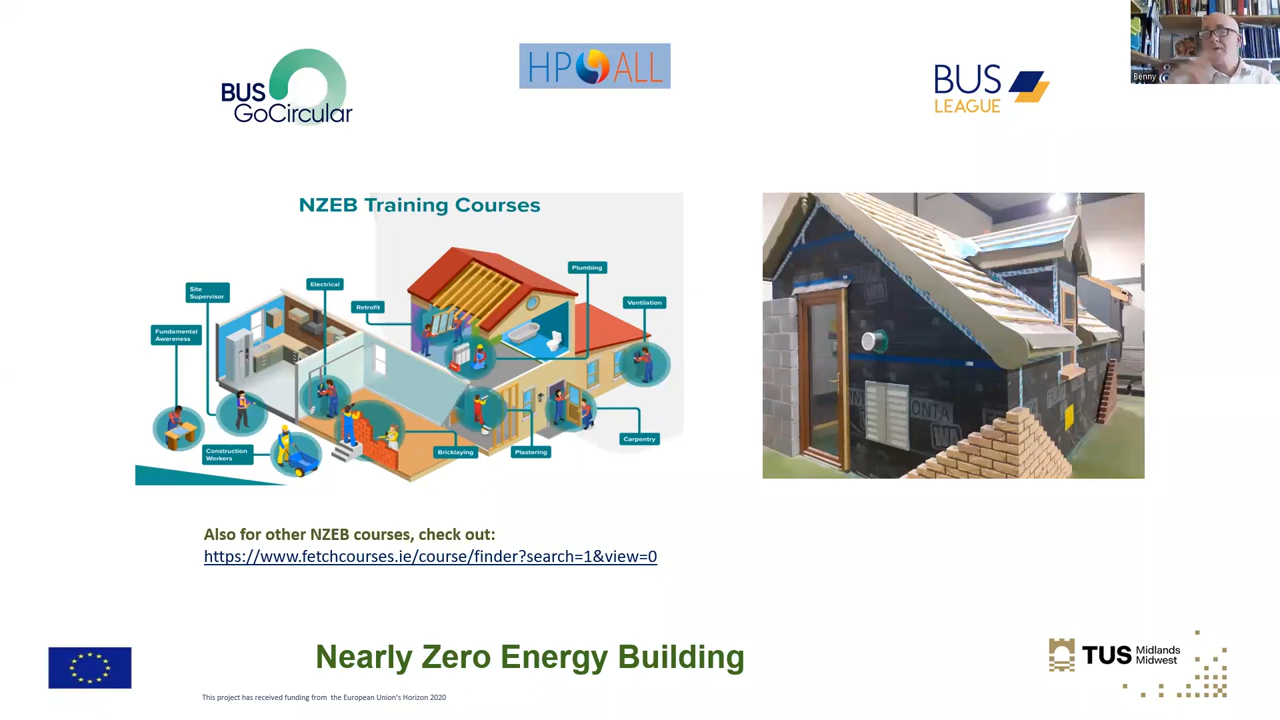 BUS
GoCircular
HP ALL
BUS
LEAGUE
Benny
NZEB Training Courses
Plumbing
Electrical
Site
Supervisor
Retrofit
Ventilation
Fundamental
Awareness
Carpentry
Construction
Workers
Bricklaying
Plastering
Also for other NZEB courses, check out:
https://www.fetchcourses.ie/course/finder?search=1&view=0
Nearly Zero Energy Building
TUS Midlands
Midwest
This project has received funding from the European Union's Horizon 2020